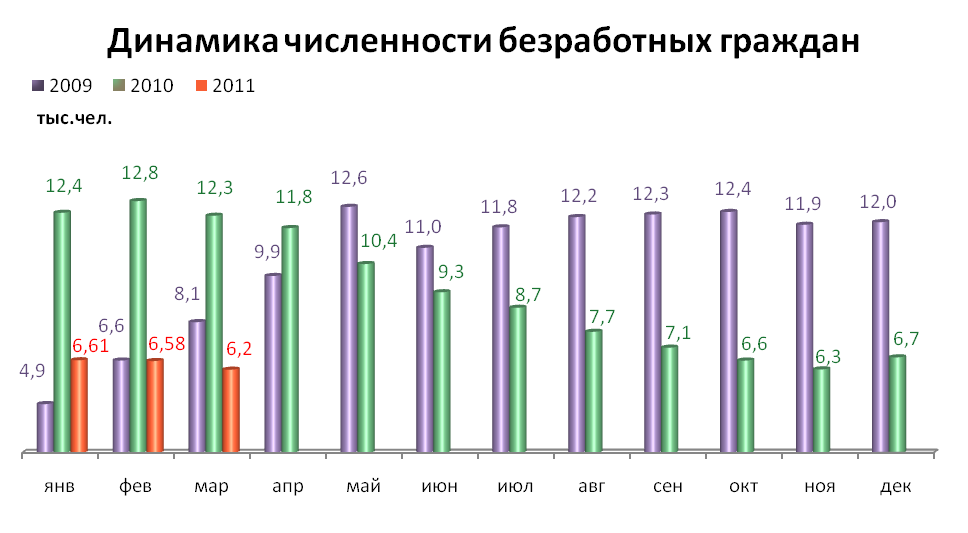 Динамика численности безработных граждан
2009 2010 2011
тыс.чел.
4,9 12,4 6,61
6,6 12,8 6,58
8,1 12,3 6,2
9,9 11,8
12,6 10,4
11,0 9,3
11,8 8,7
12,2 7,7
12,3 7,1
12,4 6,6
11,9 6,3
12,0 6,7
янв фев мар апр май июн июл авг сен окт ноя дек